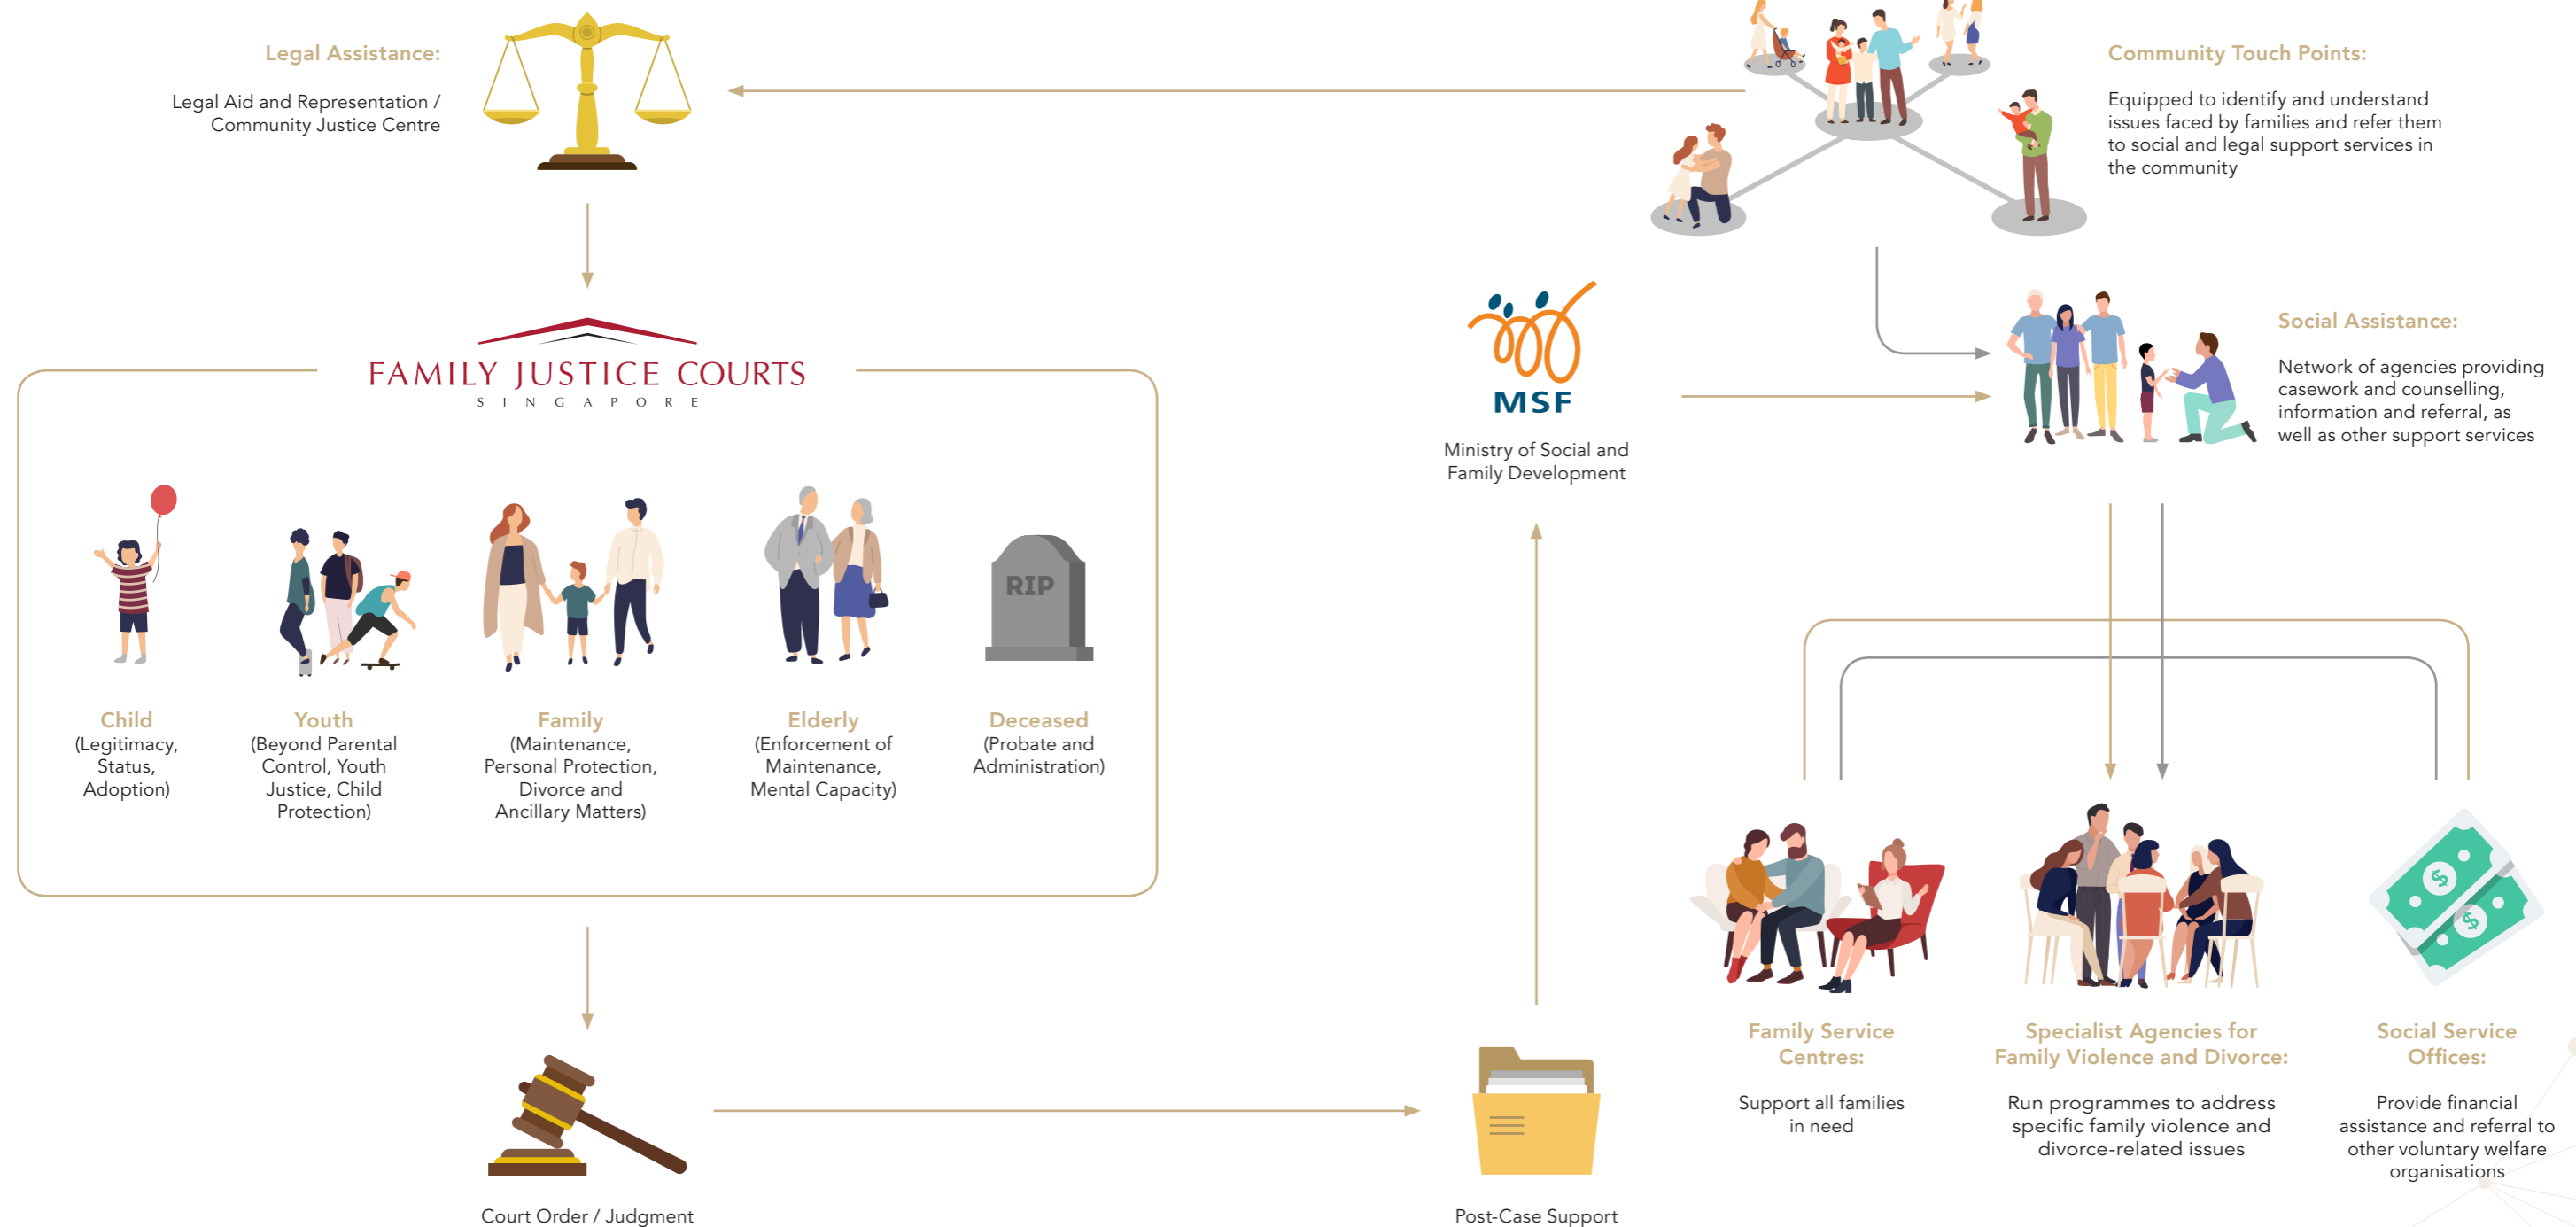 Legal Assistance:
Legal Aid and Representation /
Community Justice Centre
Community Touch Points:
Equipped to identify and understand
issues faced by families and refer them
to social and legal support services in
the community
FAMILY JUSTICE COURTS
SINGAPORE
MSF
Ministry of Social and
Family Development
Social Assistance:
Network of agencies providing
casework and counselling,
information and referral, as
well as other support services
Child
(Legitimacy,
Status,
Adoption)
Youth
(Beyond Parental
Control, Youth
Justice, Child
Protection)
Family
(Maintenance,
Personal Protection,
Divorce and
Ancillary Matters)
Elderly
(Enforcement of
Maintenance,
Mental Capacity)
RIP
Deceased
(Probate and
Administration)
$
$
Family Service
Centres:
Support all families
in need
Specialist Agencies for
Family Violence and Divorce:
Run programmes to address
specific family violence and
divorce-related issues
Social Service
Offices:
Provide financial
assistance and referral to
other voluntary welfare
organisations
Court Order / Judgment
Post-Case Support